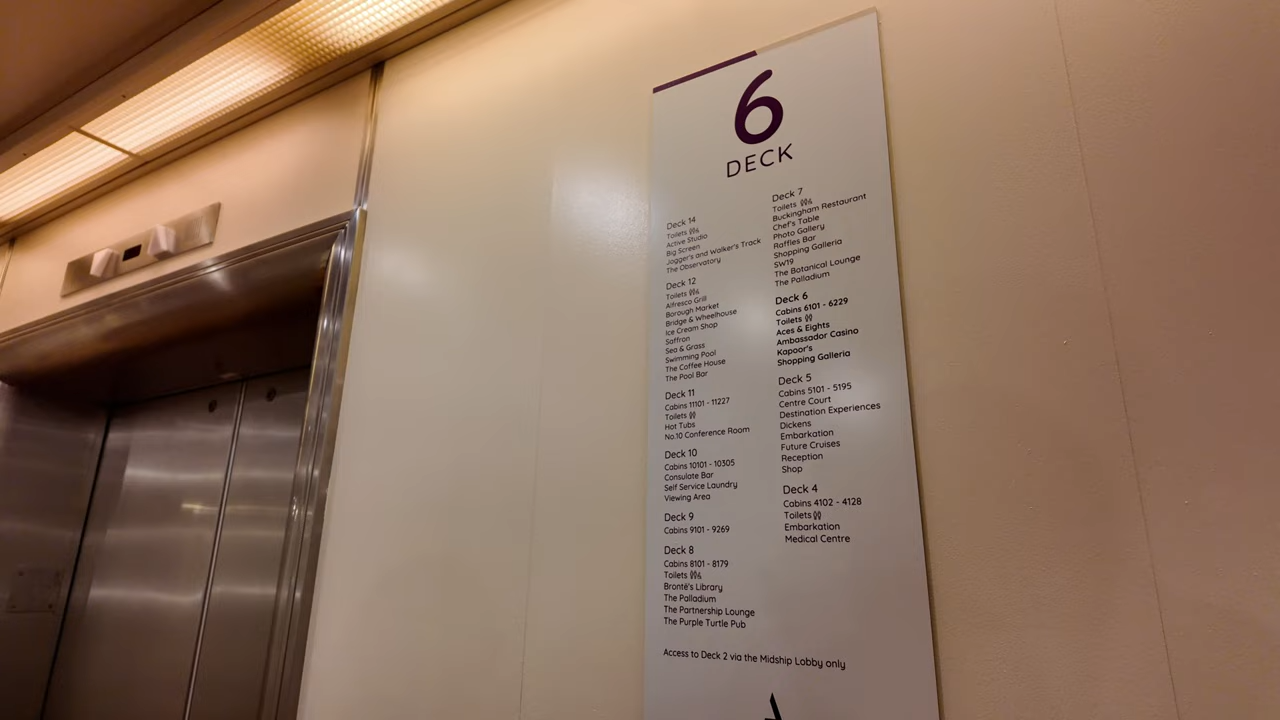 6
DECK
Deck 14
Toilets
Active Studio
Big Screen
Jogger's and Walker's Track
The Observatory
Deck 12
Toilets
Alfresco Grill
Borough Market
Bridge & Wheelhouse
Ice Cream Shop
Saffron
Sea & Grass
Swimming Pool
The Coffee House
The Pool Bar
Deck 11
Cabins 11101 - 11227
Toilets
Hot Tubs
No.10 Conference Room
Deck 10
Cabins 10101 - 10305
Consulate Bar
Self Service Laundry
Viewing Area
Deck 9
Cabins 9101 - 9269
Deck 8
Cabins 8101 - 8179
Toilets
Brontë's Library
The Palladium
The Partnership Lounge
The Purple Turtle Pub
Deck 7
Toilets
Buckingham Restaurant
Chef's Table
Photo Gallery
Raffles Bar
Shopping Galleria
SW19
The Botanical Lounge
The Palladium
Deck 6
Cabins 6101 - 6229
Toilets
Aces & Eights
Ambassador Casino
Kapoor's
Shopping Galleria
Deck 5
Cabins 5101 - 5195
Centre Court
Destination Experiences
Dickens
Embarkation
Future Cruises
Reception
Shop
Deck 4
Cabins 4102 - 4128
Toilets
Embarkation
Medical Centre
Access to Deck 2 via the Midship Lobby only